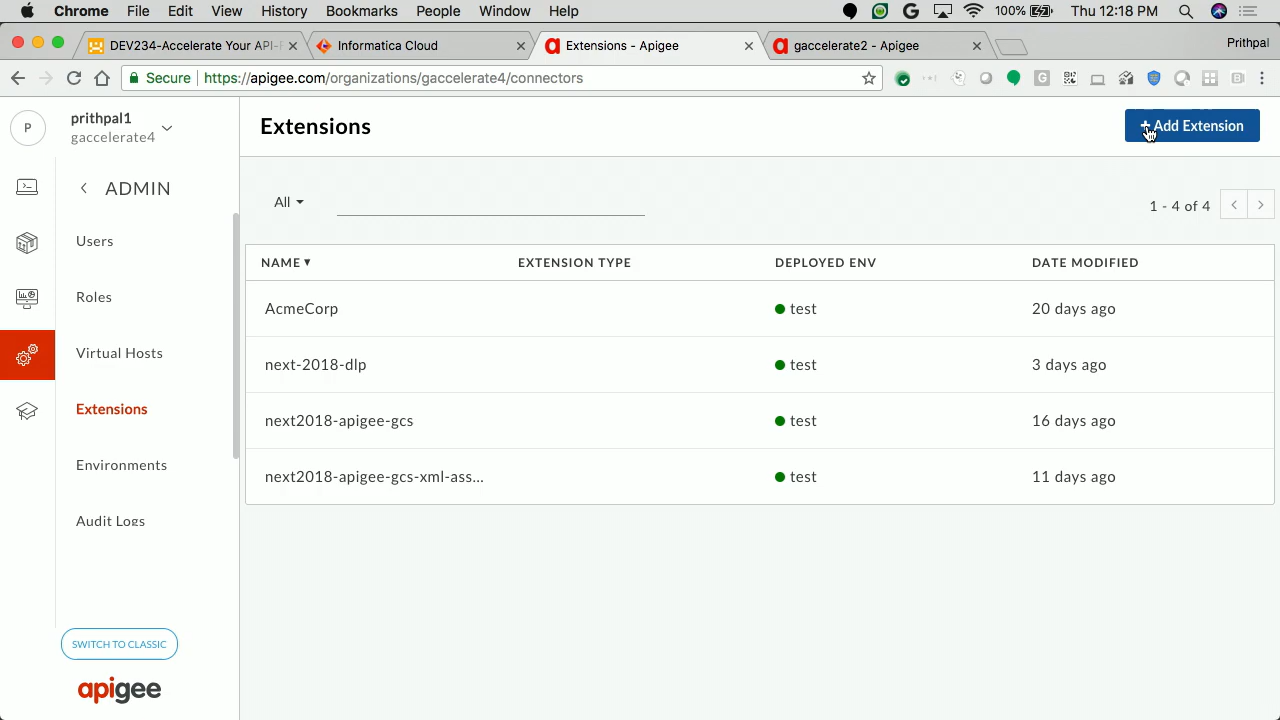 Chrome File Edit View History Bookmarks People Window Help 100% Thu 12:18 PM
DEV234-Accelerate Your API-F
Informatica Cloud
Extensions - Apigee
gaccelerate2 - Apigee
Prithpal
Secure https://apigee.com/organizations/gaccelerate4/connectors
P
prithpal1
gaccelerate4
ADMIN
Users
Roles
Virtual Hosts
Extensions
Environments
Audit Logs
SWITCH TO CLASSIC
apigee
Extensions
+ Add Extension
All
1 - 4 of 4
NAME EXTENSION TYPE DEPLOYED ENV DATE MODIFIED
AcmeCorp test 20 days ago
next-2018-dlp test 3 days ago
next2018-apigee-gcs test 16 days ago
next2018-apigee-gcs-xml-ass... test 11 days ago